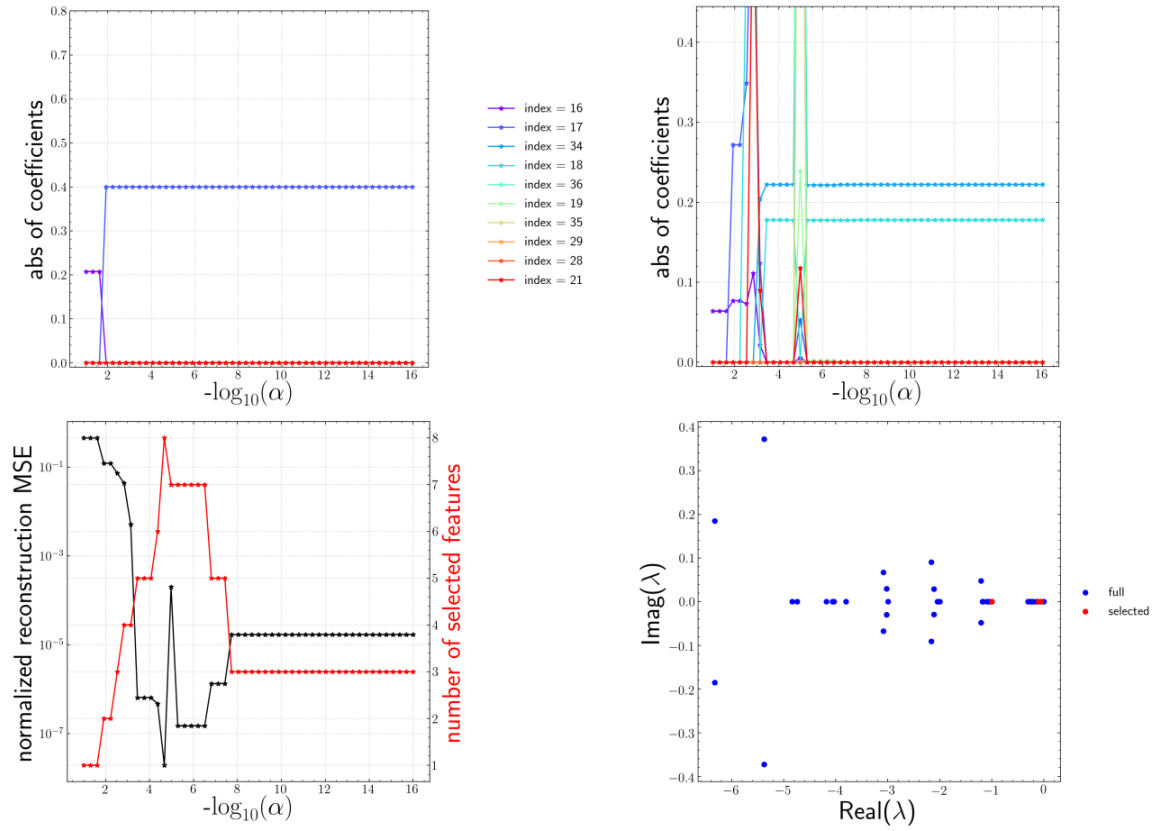 0.8
0.7
0.6
0.5
0.4
0.3
0.2
0.1
0.0
2 4 6 8 10 12 14 16
abs of coefficients
-log10(α)
index = 16
index = 17
index = 34
index = 18
index = 36
index = 19
index = 35
index = 29
index = 28
index = 21
0.4
0.3
0.2
0.1
0.0
2 4 6 8 10 12 14 16
abs of coefficients
-log10(α)
normalized reconstruction MSE
10⁻¹
10⁻³
10⁻⁵
10⁻⁷
2 4 6 8 10 12 14 16
-log10(α)
8
7
6
5
4
3
2
1
number of selected features
Imag(λ)
0.4
0.3
0.2
0.1
0.0
−0.1
−0.2
−0.3
−0.4
−6 −5 −4 −3 −2 −1 0
Real(λ)
full
selected